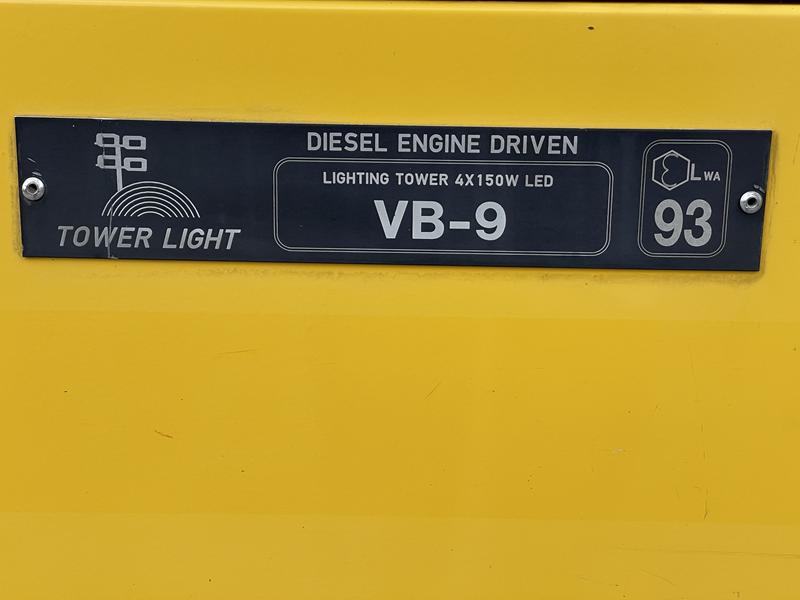 DIESEL ENGINE DRIVEN
LIGHTING TOWER 4X150W LED
VB-9
TOWER LIGHT
LWA
93